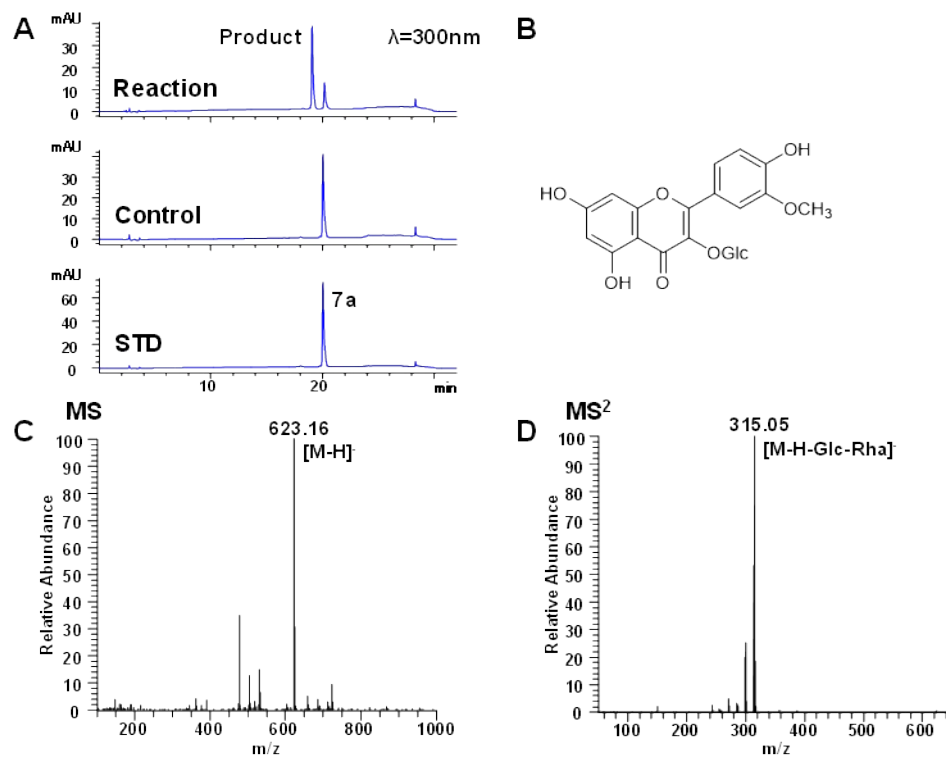 A
mAU
Product
λ=300nm
30
20
10
0
Reaction
mAU
30
20
10
0
Control
mAU
60
40
20
0
STD
7a
10
20
min
B
OH
HO
O
OCH3
OGlc
OH
O
C
MS
623.16
[M-H]-
Relative Abundance
100
90
80
70
60
50
40
30
20
10
0
200
400
600
800
1000
m/z
D
MS2
315.05
[M-H-Glc-Rha]-
Relative Abundance
100
90
80
70
60
50
40
30
20
10
0
100
200
300
400
500
600
m/z